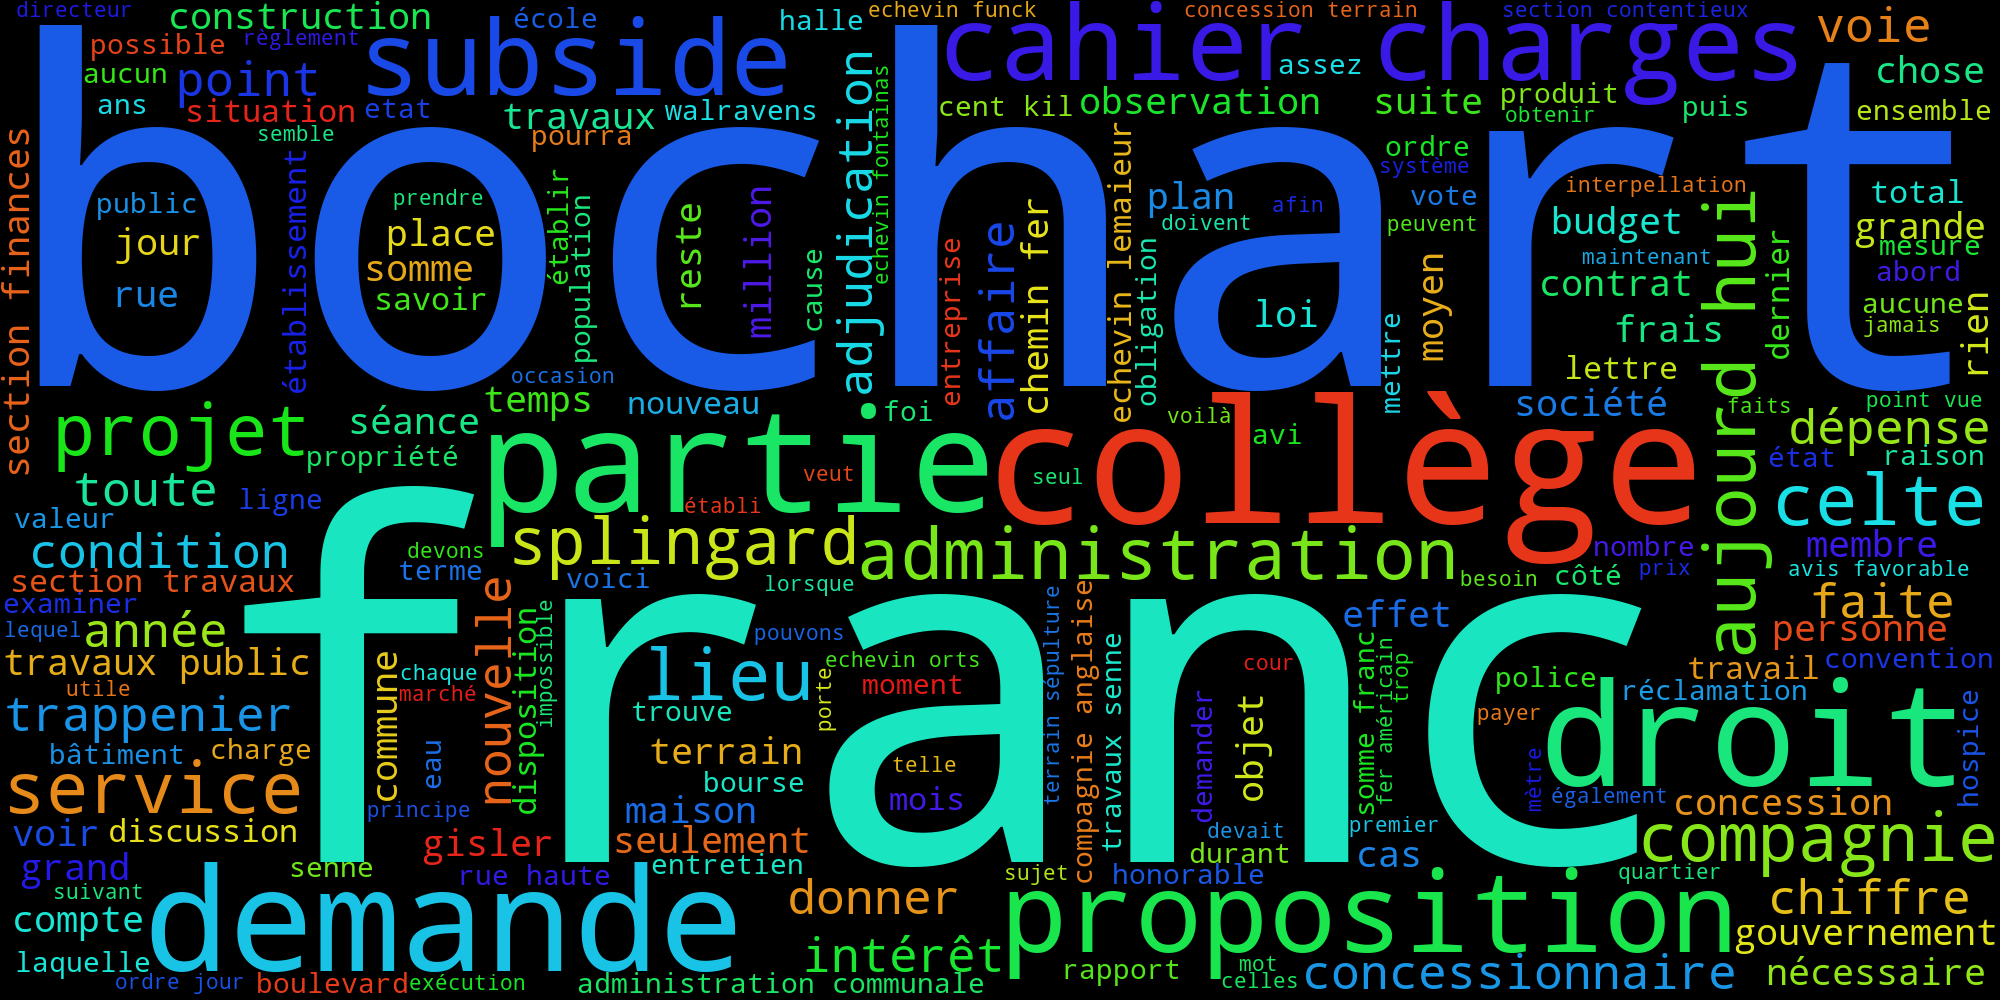 directeur
construction
école
halle
echevin funck
concession terrain
section contentieux
voie
possible
règlement
subside
cahier charges
aucun
point
assez
chose
ans
situation
etat
travaux
walravens
cent kil
observation
suite
produit
puis
ensemble
semble
pourra
obtenir
bochart
section finances
établissement
public
jour
rue
prendre
place
somme
savoir
établir
population
reste
million
cause
adjudication
echevin fontainas
entreprise
affaire
chemin fer
echevin lemaieur
obligation
plan
doivent
afin
loi
ordre
système
vote
peuvent
moyen
mettre
interpellation
budget
maintenant
contrat
frais
lettre
aujourd hui
dernier
total
grande
mesure
abord
aucune
jamais
rien
occasion
temps
nouveau
foi
voilà
avi
société
faits
point vue
projet
séance
propriété
partie
collège
seul
veut
dépense
état
raison
toute
ligne
établi
celte
valeur
condition
splingard
administration
devons
terme
voici
lorsque
besoin
côté
nombre
prix
membre
avis favorable
section travaux
examiner
lequel
année
nouvelle
disposition
impossible
pouvons
franc
terrain sépulture
compagnie anglaise
travaux senne
effet
faite
personne
travaux public
utile
commune
chaque
marché
lieu
trouve
echevin orts
moment
porte
cour
somme franc
fer américain
trop
police
travail
convention
réclamation
payer
droit
hospice
trappenier
bâtiment
charge
eau
terrain
bourse
telle
mois
demander
objet
mètre
également
service
principe
maison
devait
premier
concession
voir
discussion
gisler
seulement
durant
cas
compagnie
grand
senne
rue haute
entretien
sujet
honorable
quartier
suivant
demande
donner
proposition
chiffre
compte
intérêt
gouvernement
laquelle
rapport
mot
celles
concessionnaire
nécessaire
ordre jour
boulevard
exécution
administration communale